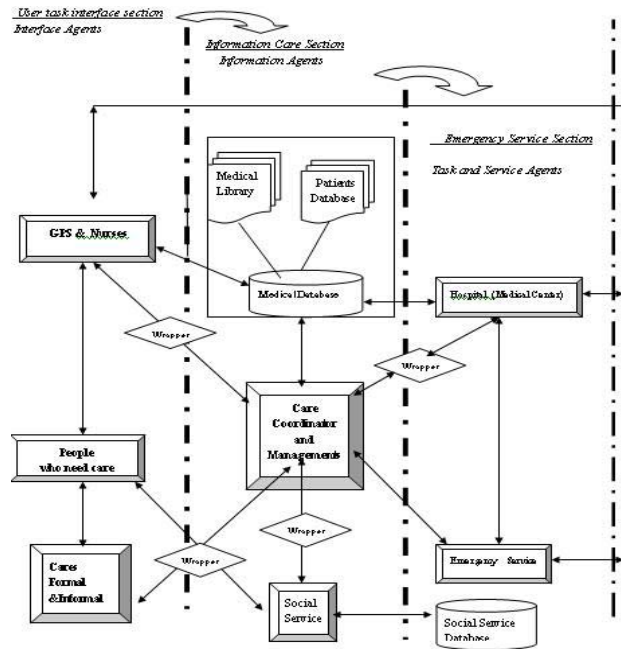 User task interface section
Interface Agents
Information Care Section
Information Agents
Emergency Service Section
Task and Service Agents
Medical
Library
Patients
Database
GPS & Nurses
Medical Database
Hospital (Medical Center)
Wrapper
Wrapper
Care
Coordinator
and
Managements
People
who need care
Wrapper
Wrapper
Cares
Formal
&Informal
Emergency Service
Social
Service
Social Service
Database